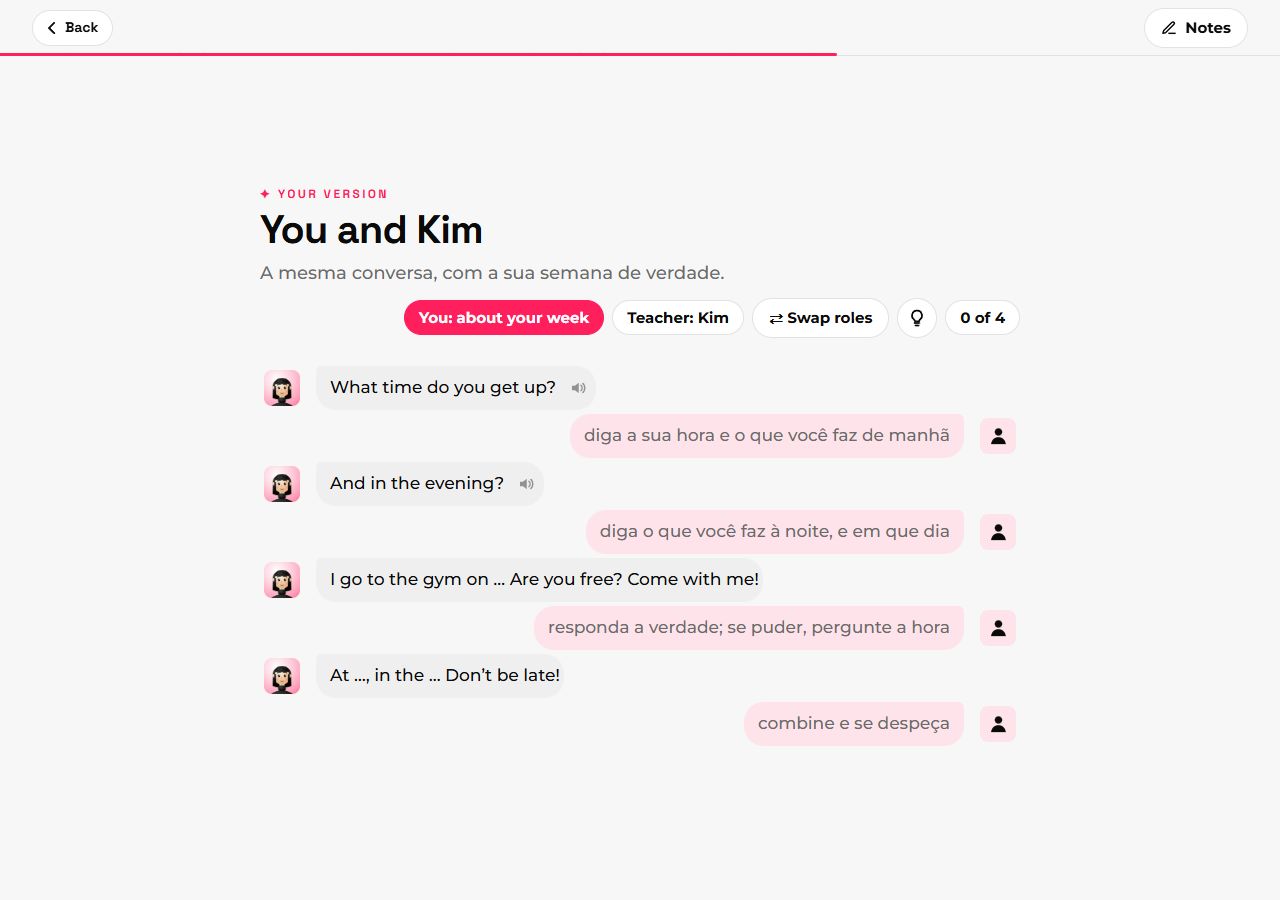 Back
Notes
YOUR VERSION
You and Kim
A mesma conversa, com a sua semana de verdade.
You: about your week
Teacher: Kim
⇄ Swap roles
0 of 4
What time do you get up?
diga a sua hora e o que você faz de manhã
And in the evening?
diga o que você faz à noite, e em que dia
I go to the gym on ... Are you free? Come with me!
responda a verdade; se puder, pergunte a hora
At ..., in the ... Don’t be late!
combine e se despeça